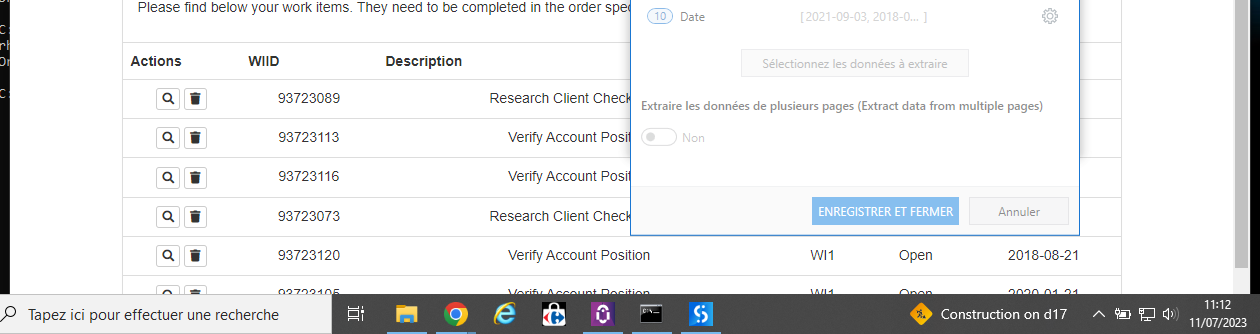 Please find below your work items. They need to be completed in the order spec
10 Date [ 2021-09-03, 2018-0... ]
Sélectionnez les données à extraire
Actions WIID Description
Extraire les données de plusieurs pages (Extract data from multiple pages)
93723089 Research Client Check
Non
93723113 Verify Account Posit
93723116 Verify Account Posit
93723073 Research Client Check
ENREGISTRER ET FERMER Annuler
93723120 Verify Account Position WI1 Open 2018-08-21
93723105 Verify Account Position WI1 Open 2020-01-21
Tapez ici pour effectuer une recherche
Construction on d17
11:12
11/07/2023